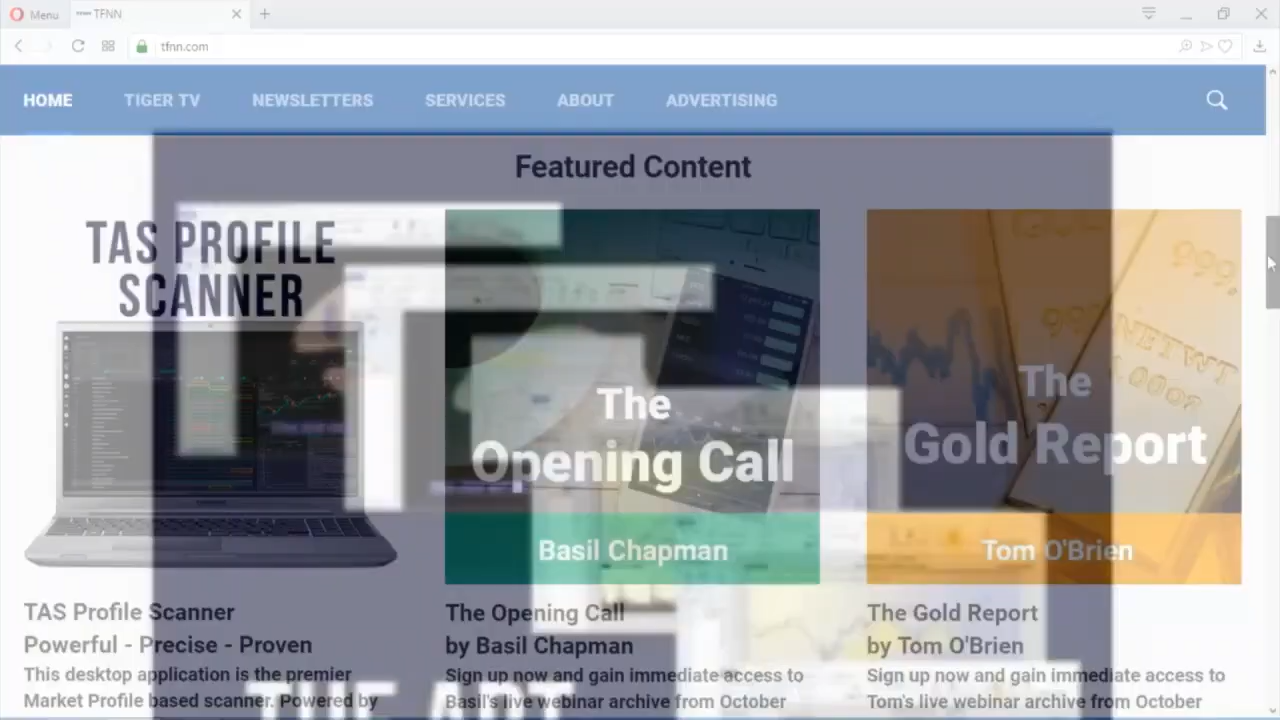 Menu
TFNN
tfnn.com
HOME TIGER TV NEWSLETTERS SERVICES ABOUT ADVERTISING
Featured Content
TAS PROFILE
SCANNER
The
Opening Call
Basil Chapman
The
Gold Report
Tom O'Brien
TAS Profile Scanner
Powerful - Precise - Proven
This desktop application is the premier
Market Profile based scanner. Powered by
The Opening Call
by Basil Chapman
Sign up now and gain immediate access to
Basil's live webinar archive from October
The Gold Report
by Tom O'Brien
Sign up now and gain immediate access to
Tom's live webinar archive from October
THE ART